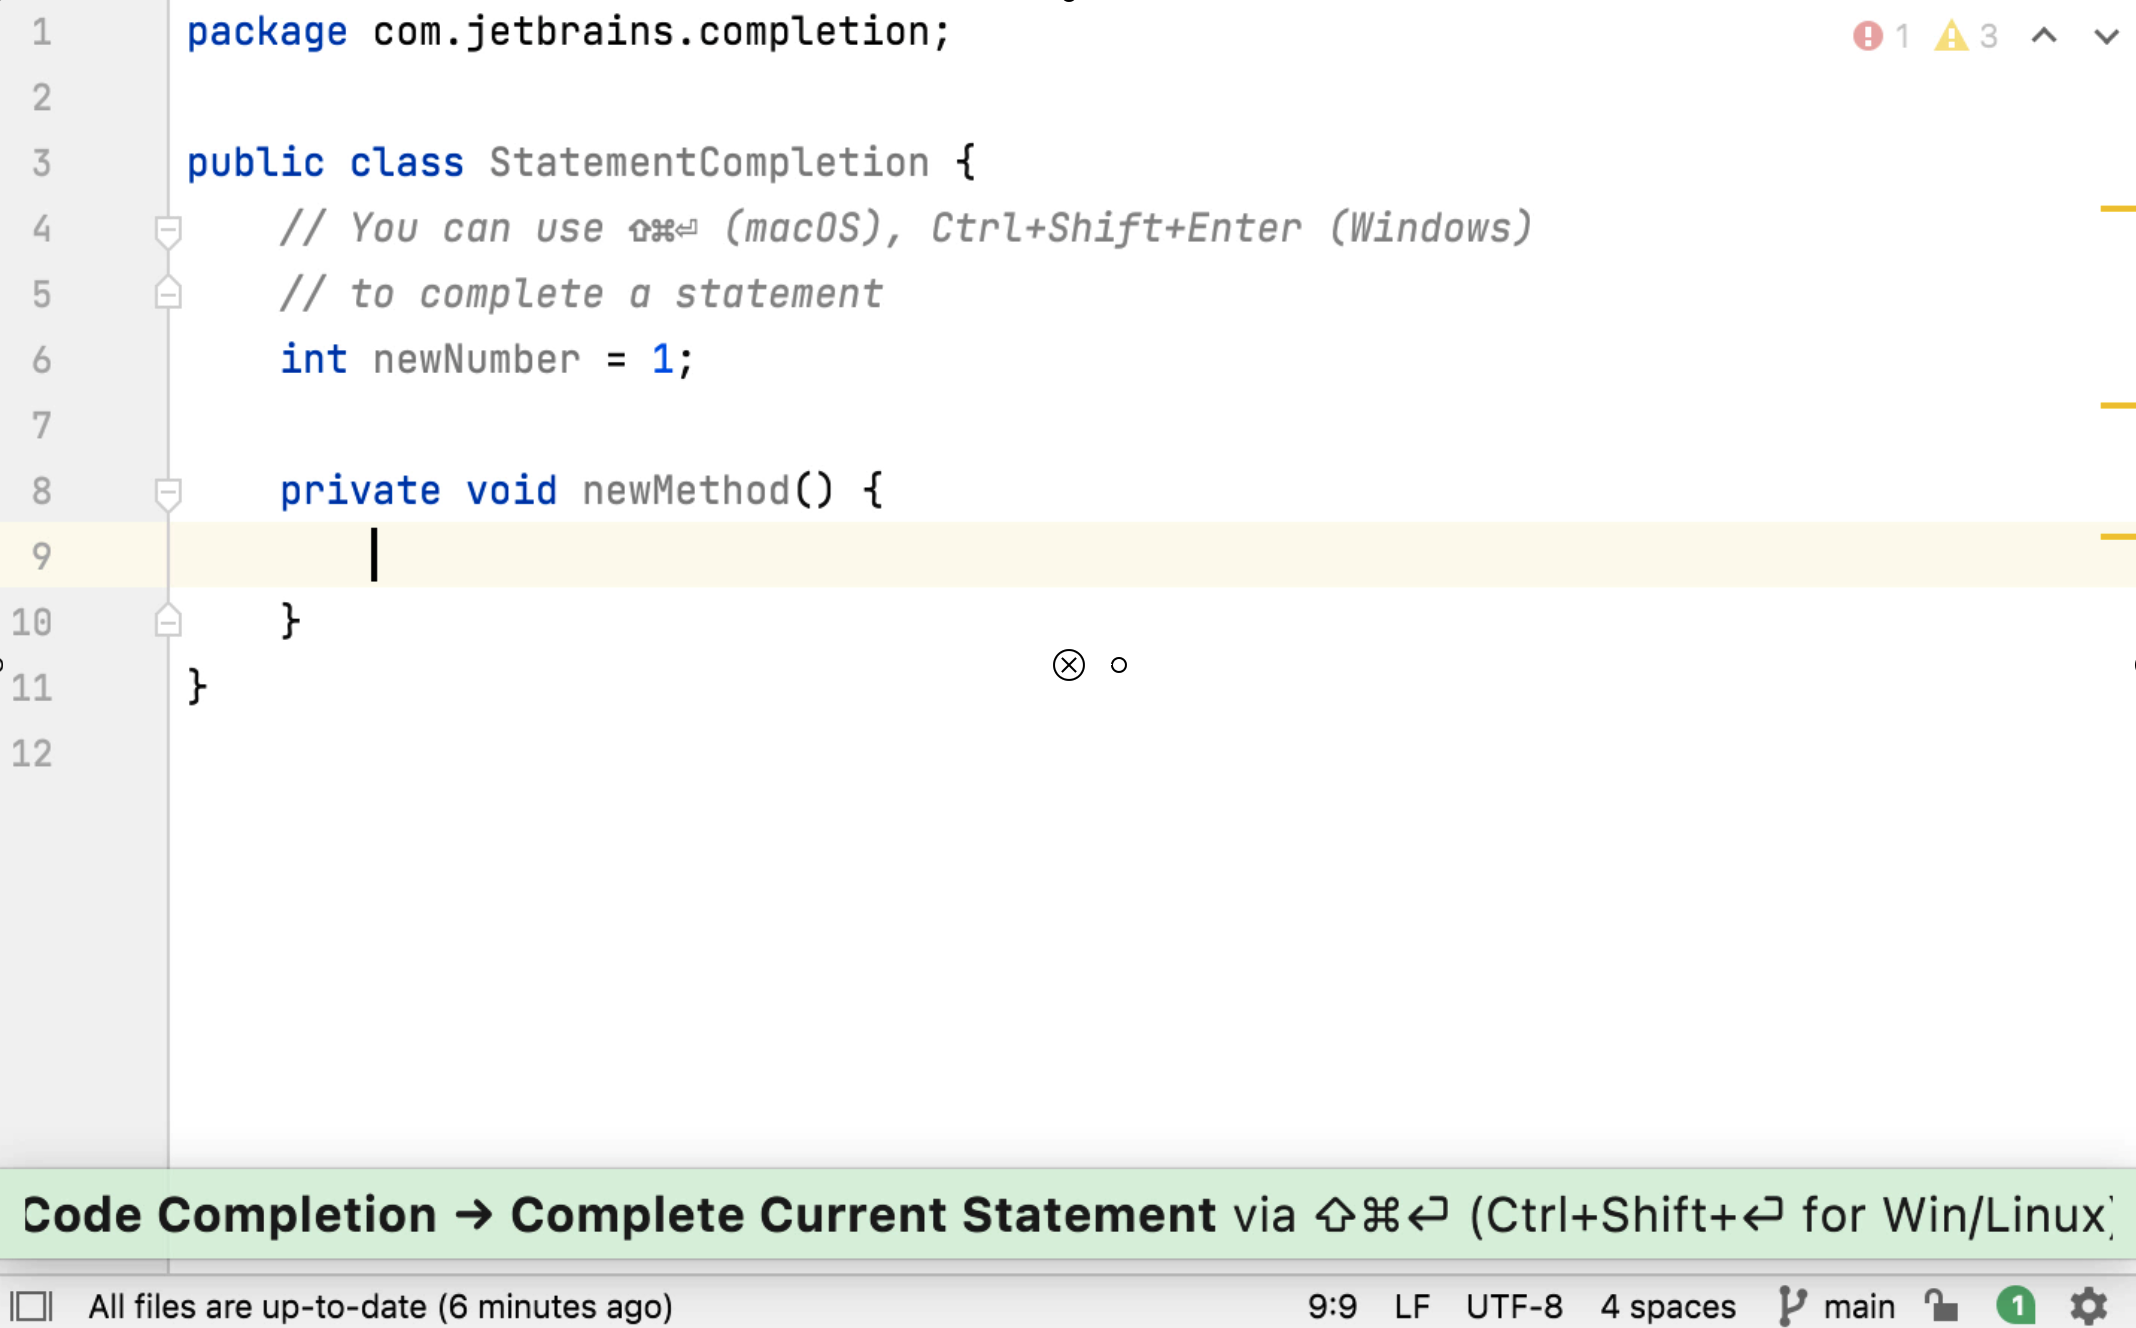 1 package com.jetbrains.completion; 1 3
2
3 public class StatementCompletion {
4 // You can use ⇧⌘⏎ (macOS), Ctrl+Shift+Enter (Windows)
5 // to complete a statement
6 int newNumber = 1;
7
8 private void newMethod() {
9
10 }
11 }
12
Code Completion → Complete Current Statement via ⇧⌘⏎ (Ctrl+Shift+⏎ for Win/Linux)
All files are up-to-date (6 minutes ago) 9:9 LF UTF-8 4 spaces main 1